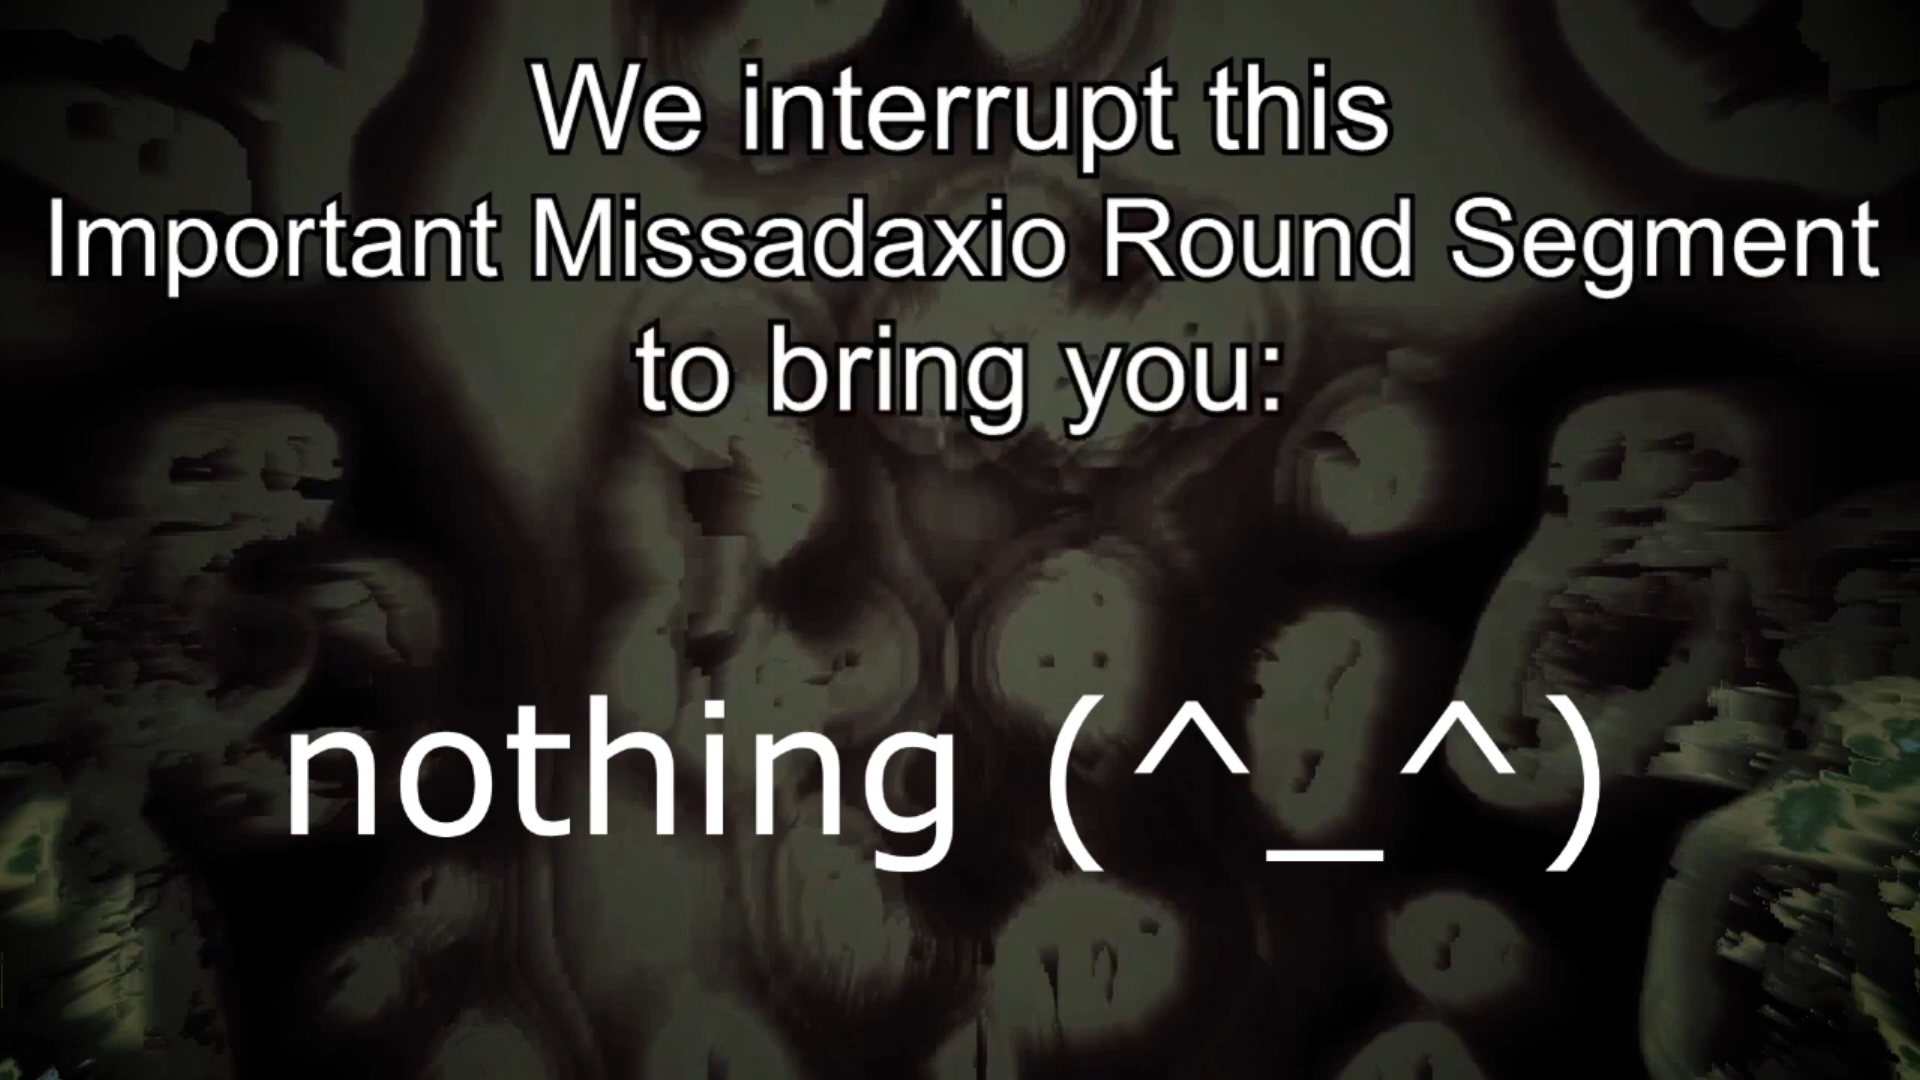 We interrupt this
Important Missadaxio Round Segment
to bring you:
nothing (^_^)